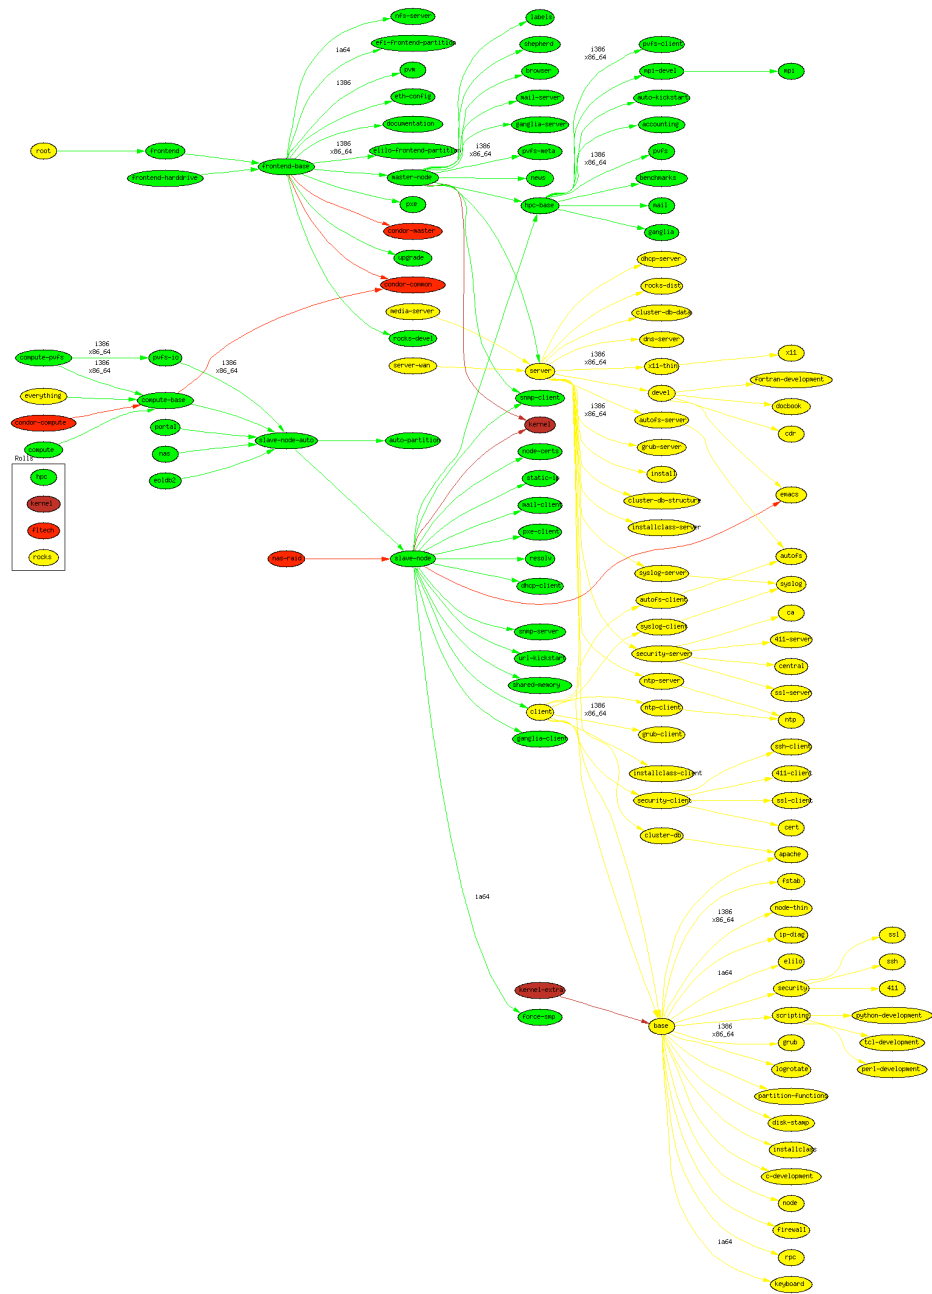 nfs-server
labels
efi-frontend-partition
shepherd
pvfs-client
ia64
i386
x86_64
pvm
browser
mpi-devel
mpi
i386
eth-config
mail-server
auto-kickstart
documentation
ganglia-server
accounting
root
frontend
i386
x86_64
elilo-frontend-partition
i386
x86_64
pvfs-meta
i386
x86_64
pvfs
frontend-base
frontend-harddrive
master-node
news
benchmarks
pxe
hpc-base
mail
condor-master
ganglia
upgrade
dhcp-server
condor-common
rocks-dist
media-server
cluster-db-data
rocks-devel
dns-server
i386
x86_64
compute-pvfs
i386
x86_64
pvfs-io
i386
x86_64
server-wan
server
i386
x86_64
x11-thin
x11
i386
x86_64
fortran-development
everything
compute-base
snmp-client
devel
docbook
i386
x86_64
condor-compute
portal
kernel
autofs-server
cdr
slave-node-auto
auto-partition
compute
nas
node-certs
grub-server
Rolls
hpc
eoldb2
static-ip
install
kernel
mail-client
cluster-db-structure
emacs
fltech
pxe-client
installclass-server
rocks
nas-raid
slave-node
resolv
autofs
dhcp-client
syslog-server
syslog
autofs-client
snmp-server
syslog-client
ca
url-kickstart
security-server
411-server
shared-memory
ntp-server
central
ssl-server
client
i386
x86_64
ntp-client
ntp
ganglia-client
grub-client
ssh-client
installclass-client
411-client
security-client
ssl-client
cluster-db
cert
apache
fstab
ia64
i386
x86_64
node-thin
ip-diag
ssl
elilo
ssh
ia64
kernel-extra
security
411
force-smp
base
i386
x86_64
scripting
python-development
grub
tcl-development
logrotate
perl-development
partition-functions
disk-stamp
installclass
c-development
node
firewall
ia64
rpc
keyboard